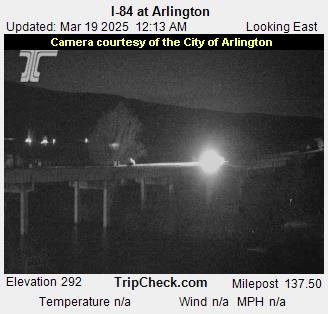 I-84 at Arlington
Updated: Mar 19 2025 12:13 AM Looking East
Camera courtesy of the City of Arlington
Elevation 292 TripCheck.com Milepost 137.50
Temperature n/a Wind n/a MPH n/a